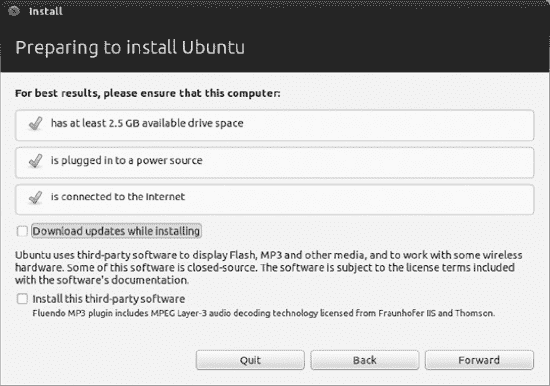 Install
Preparing to install Ubuntu
For best results, please ensure that this computer:
has at least 2.5 GB available drive space
is plugged in to a power source
is connected to the Internet
Download updates while installing
Ubuntu uses third-party software to display Flash, MP3 and other media, and to work with some wireless
hardware. Some of this software is closed-source. The software is subject to the license terms included
with the software's documentation.
Install this third-party software
Fluendo MP3 plugin includes MPEG Layer-3 audio decoding technology licensed from Fraunhofer IIS and Thomson.
Quit Back Forward